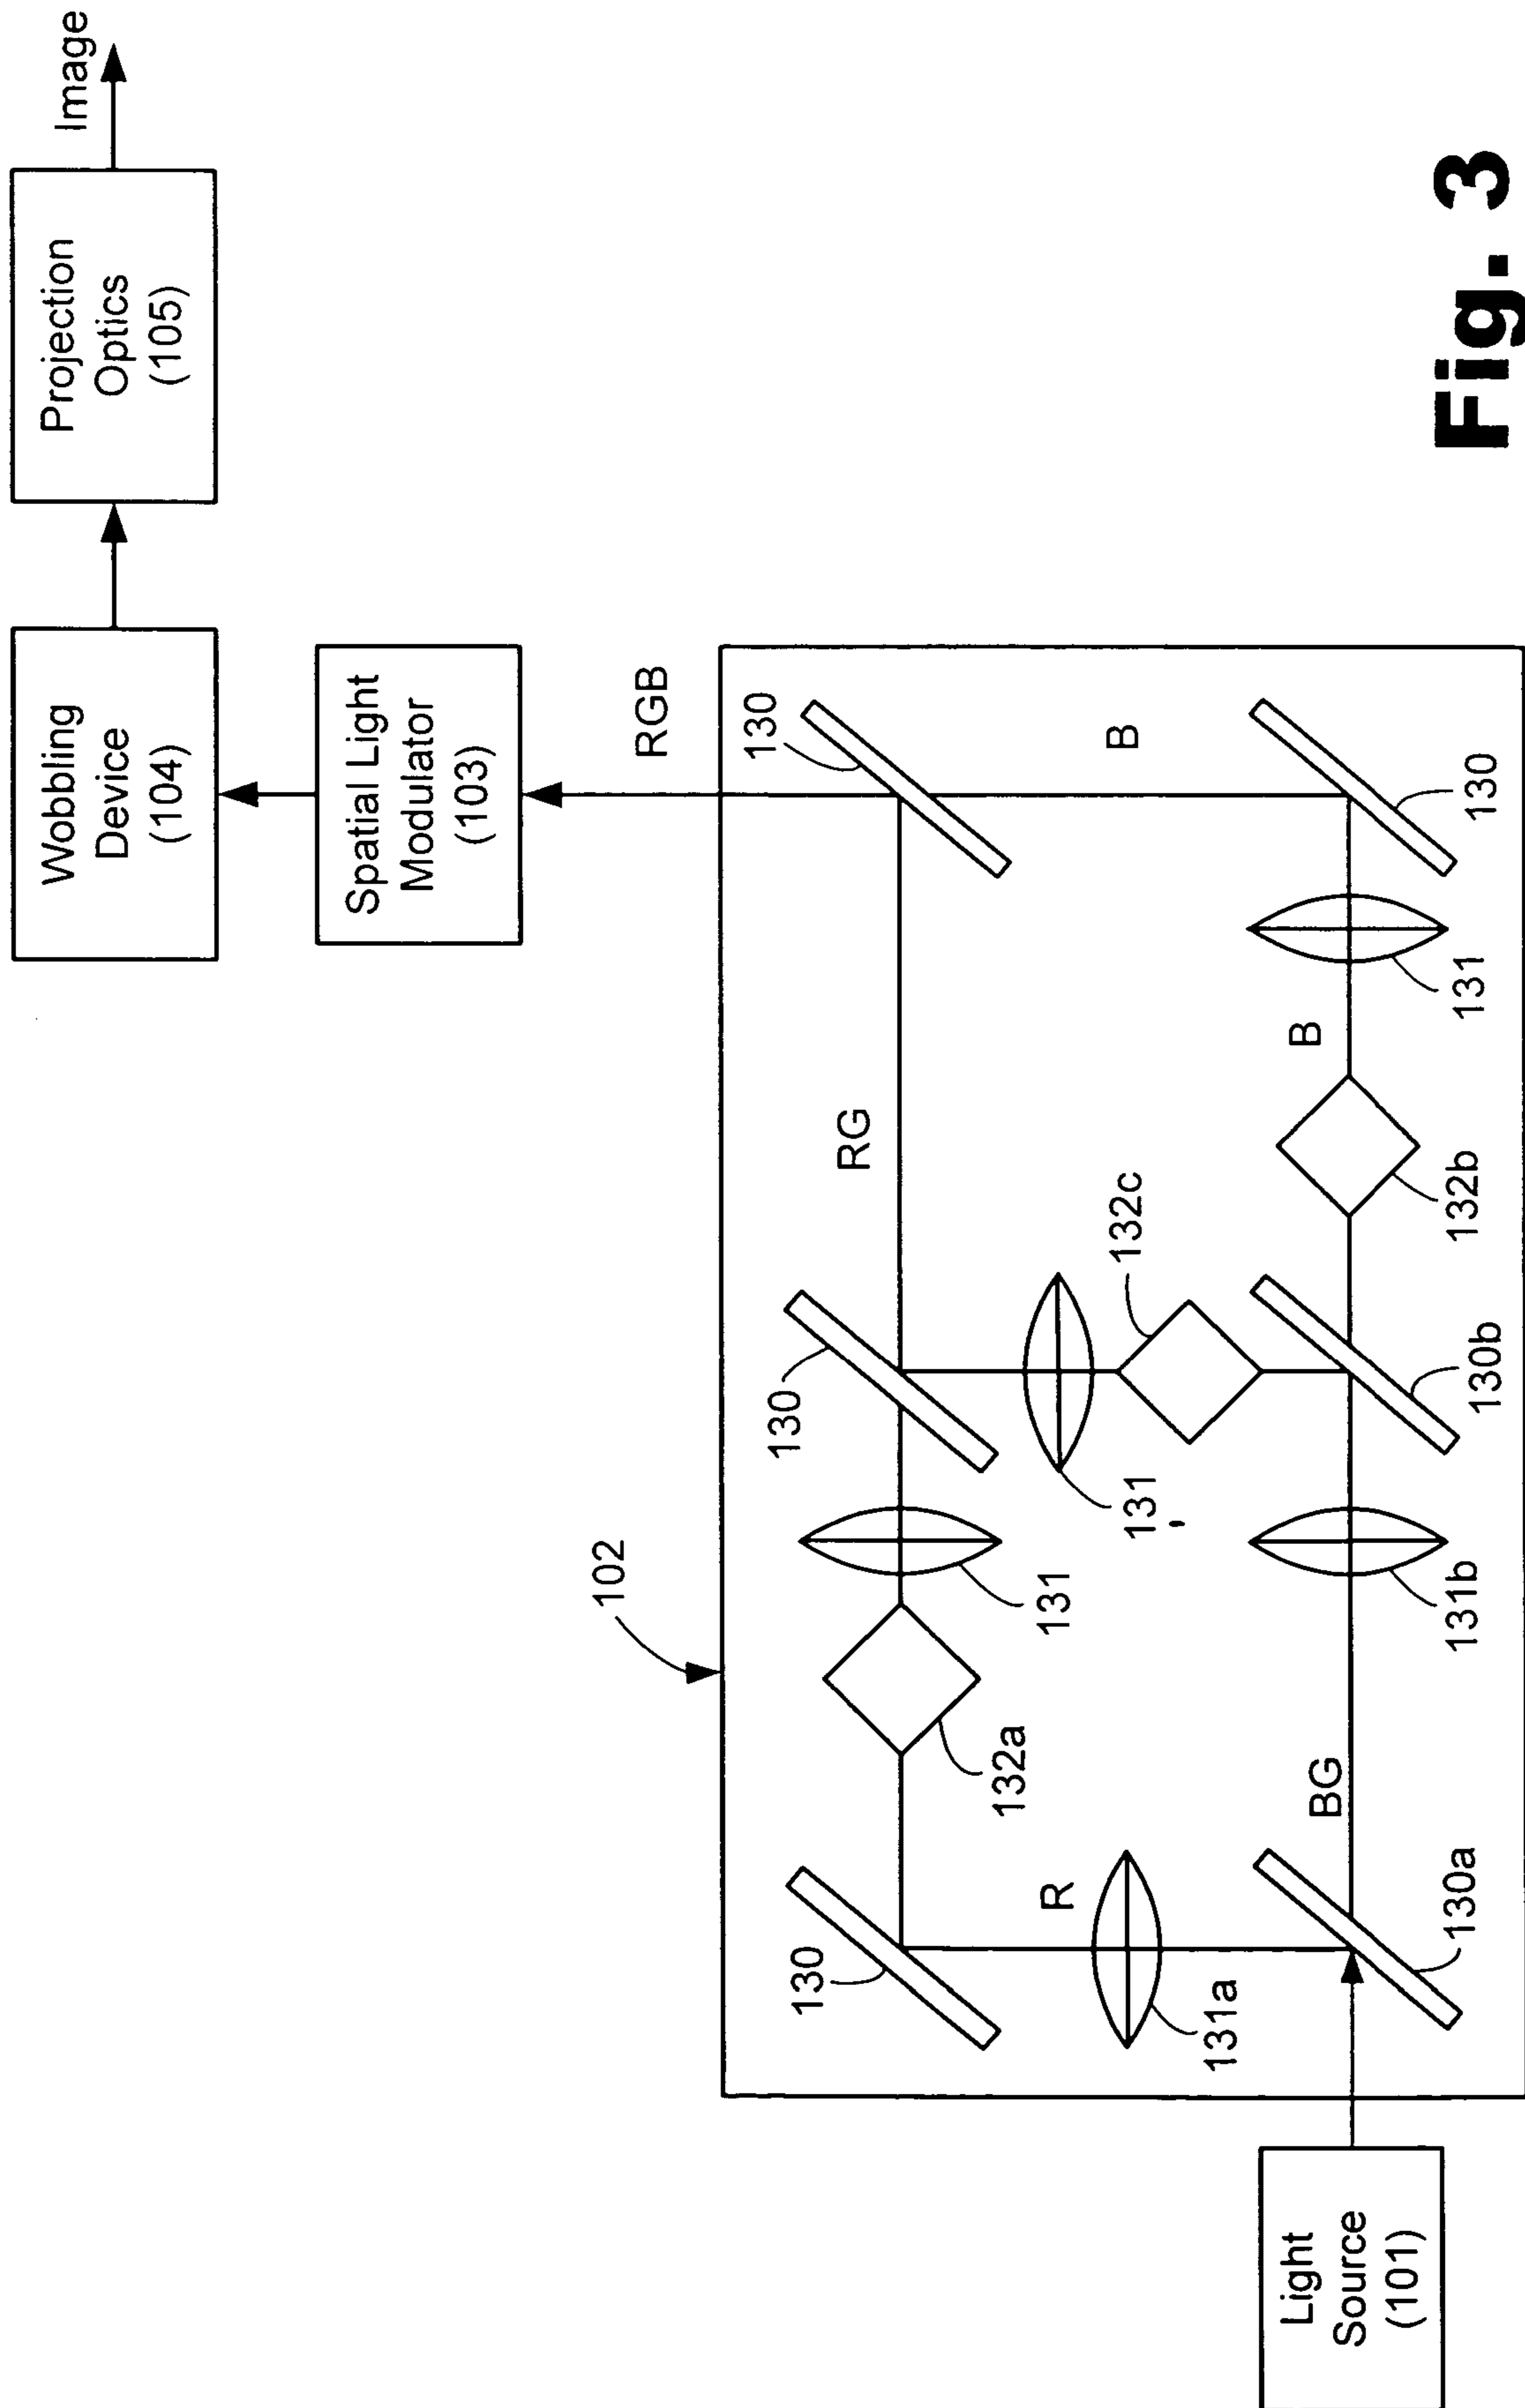 Image
Projection
Optics
(105)
Wobbling
Device
(104)
Spatial Light
Modulator
(103)
RGB
102
130
130
130
RG
B
132a
131
132c
131
R
131a
B
BG
130a
131b
130b
132b
131
130
Light
Source
(101)
Fig. 3